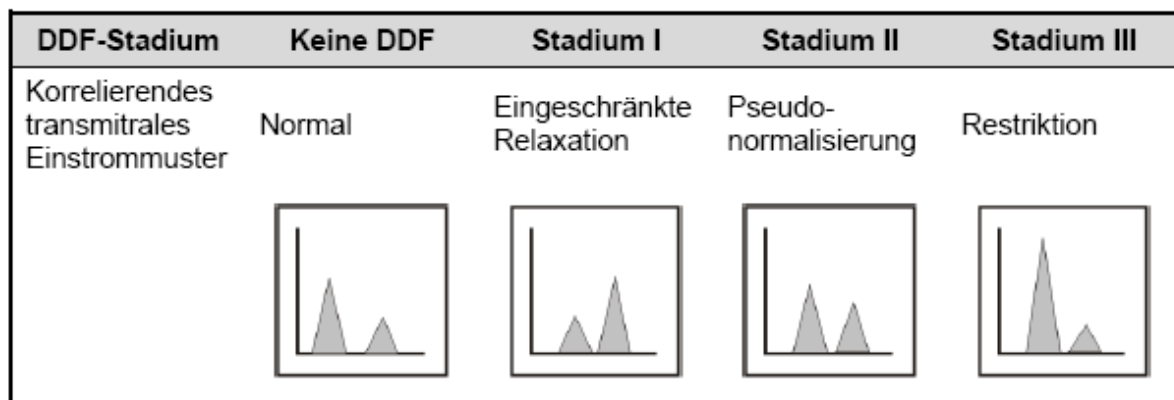 DDF-Stadium Keine DDF Stadium I Stadium II Stadium III
Korrelierendes
transmitrales
Einstrommuster
Normal
Eingeschränkte
Relaxation
Pseudo-
normalisierung
Restriktion